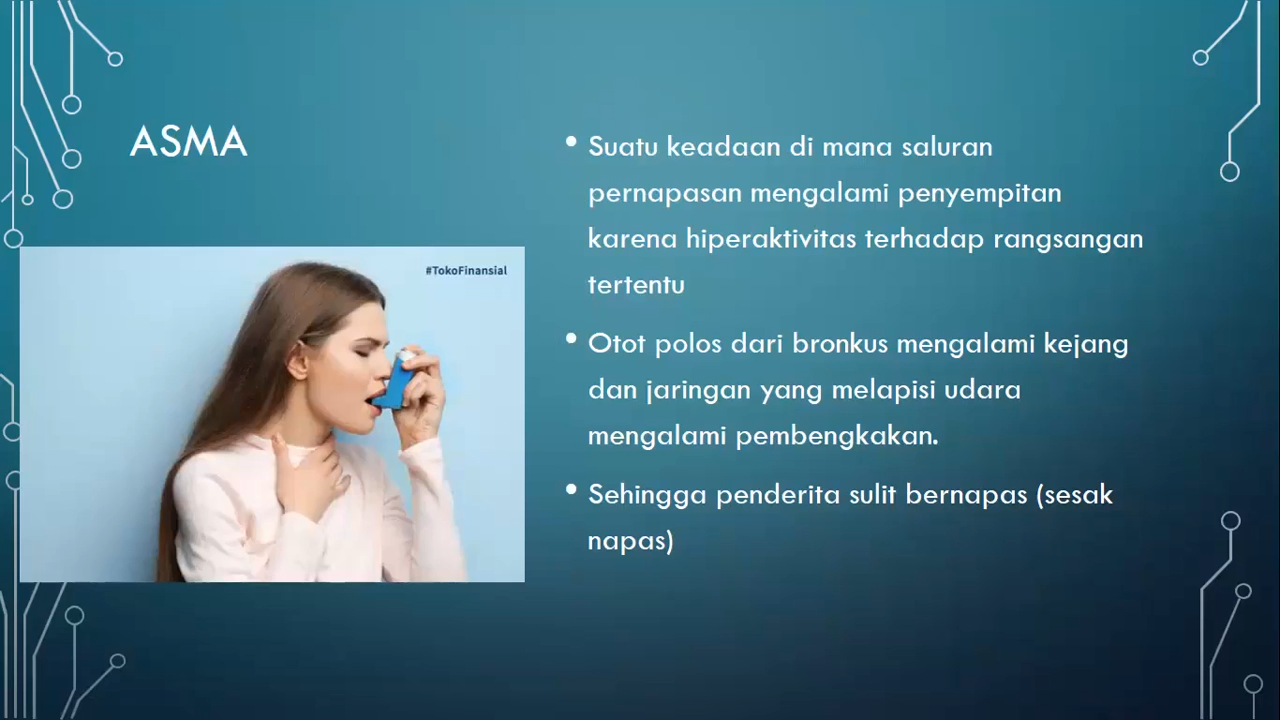 ASMA
#TokoFinansial
• Suatu keadaan di mana saluran
pernapasan mengalami penyempitan
karena hiperaktivitas terhadap rangsangan
tertentu
• Otot polos dari bronkus mengalami kejang
dan jaringan yang melapisi udara
mengalami pembengkakan.
• Sehingga penderita sulit bernapas (sesak
napas)